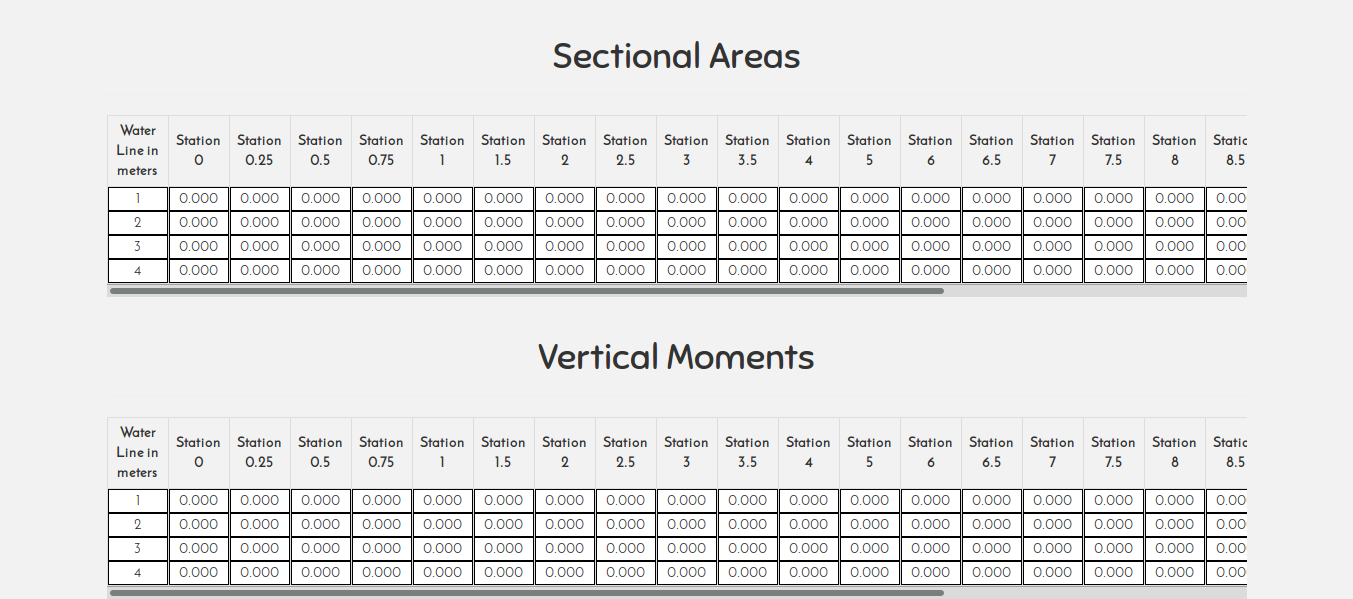 Sectional Areas
Water Line in meters Station 0 Station 0.25 Station 0.5 Station 0.75 Station 1 Station 1.5 Station 2 Station 2.5 Station 3 Station 3.5 Station 4 Station 5 Station 6 Station 6.5 Station 7 Station 7.5 Station 8 Static 8.5
1 0.000 0.000 0.000 0.000 0.000 0.000 0.000 0.000 0.000 0.000 0.000 0.000 0.000 0.000 0.000 0.000 0.000 0.00
2 0.000 0.000 0.000 0.000 0.000 0.000 0.000 0.000 0.000 0.000 0.000 0.000 0.000 0.000 0.000 0.000 0.000 0.00
3 0.000 0.000 0.000 0.000 0.000 0.000 0.000 0.000 0.000 0.000 0.000 0.000 0.000 0.000 0.000 0.000 0.000 0.00
4 0.000 0.000 0.000 0.000 0.000 0.000 0.000 0.000 0.000 0.000 0.000 0.000 0.000 0.000 0.000 0.000 0.000 0.00
Vertical Moments
Water Line in meters Station 0 Station 0.25 Station 0.5 Station 0.75 Station 1 Station 1.5 Station 2 Station 2.5 Station 3 Station 3.5 Station 4 Station 5 Station 6 Station 6.5 Station 7 Station 7.5 Station 8 Static 8.5
1 0.000 0.000 0.000 0.000 0.000 0.000 0.000 0.000 0.000 0.000 0.000 0.000 0.000 0.000 0.000 0.000 0.000 0.00
2 0.000 0.000 0.000 0.000 0.000 0.000 0.000 0.000 0.000 0.000 0.000 0.000 0.000 0.000 0.000 0.000 0.000 0.00
3 0.000 0.000 0.000 0.000 0.000 0.000 0.000 0.000 0.000 0.000 0.000 0.000 0.000 0.000 0.000 0.000 0.000 0.00
4 0.000 0.000 0.000 0.000 0.000 0.000 0.000 0.000 0.000 0.000 0.000 0.000 0.000 0.000 0.000 0.000 0.000 0.00